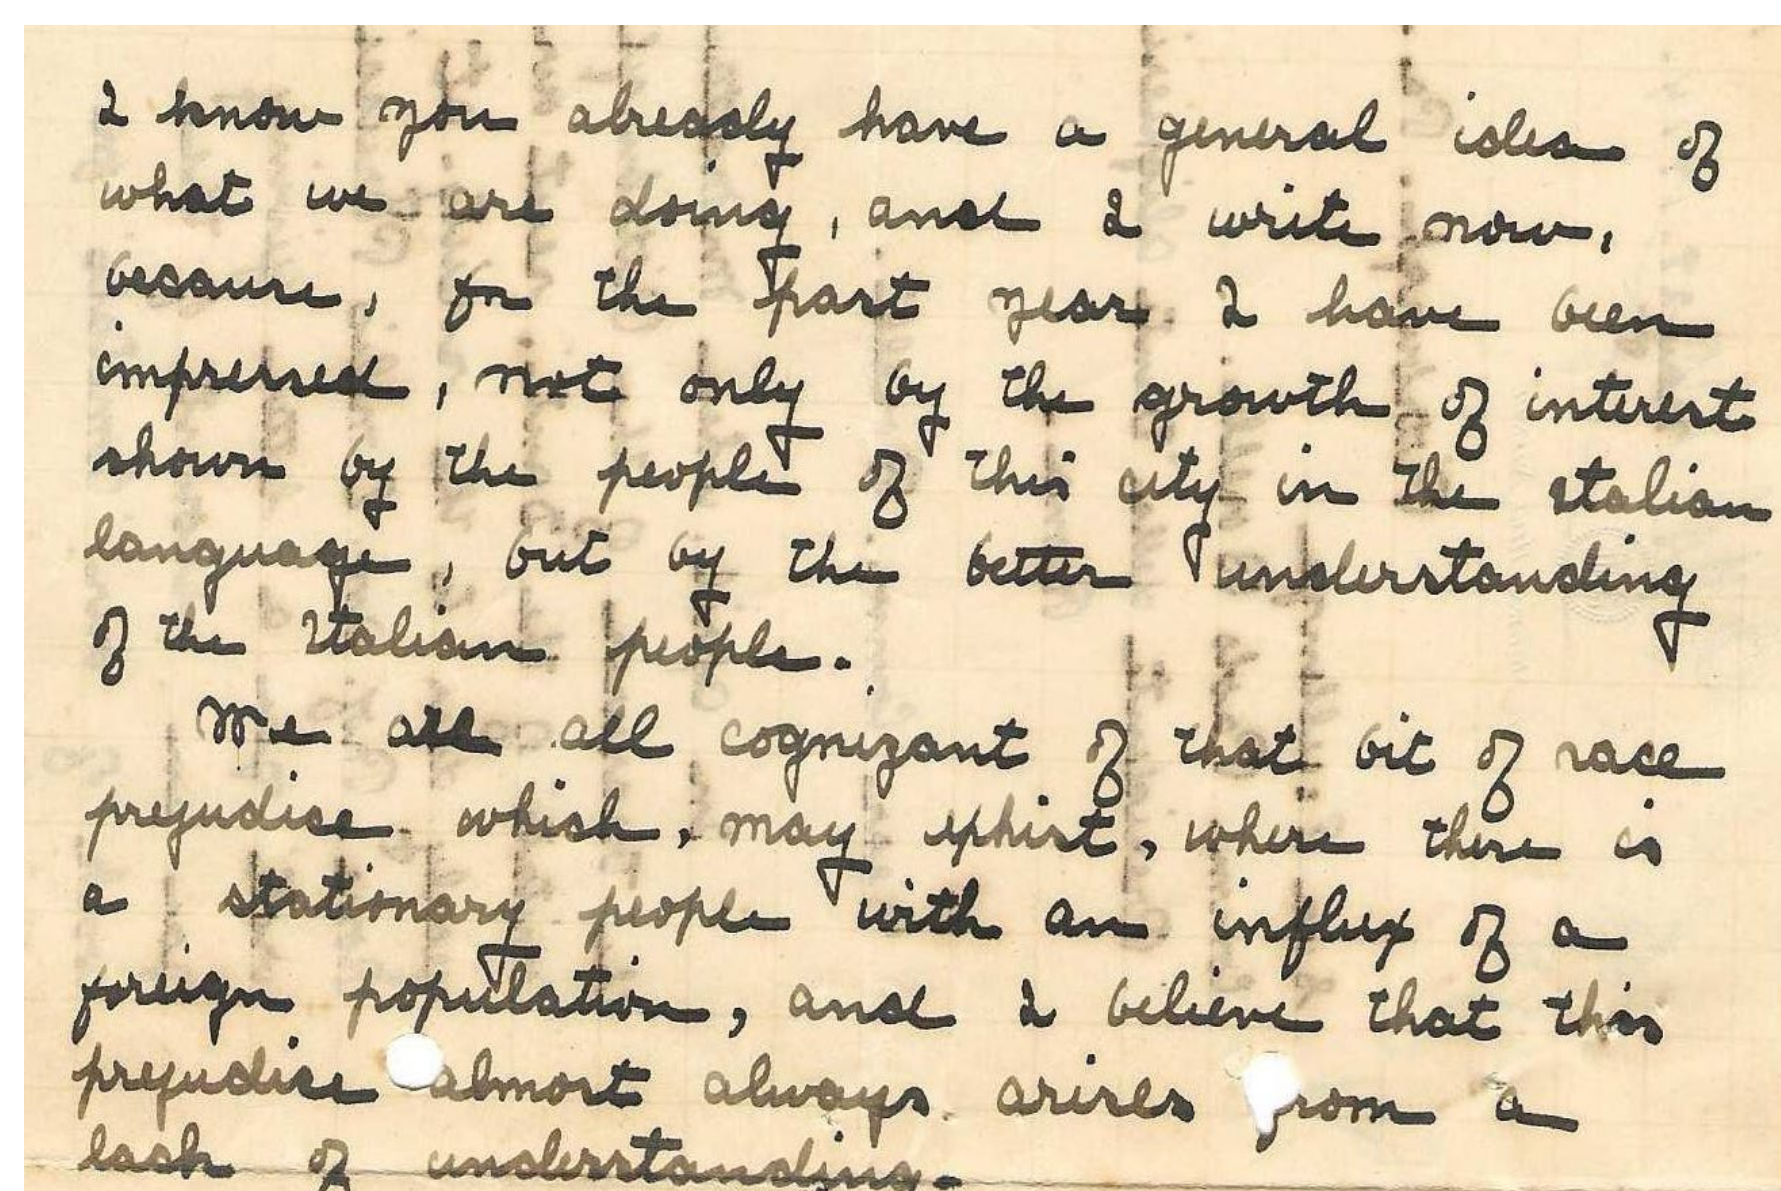 I know you already have a general idea of
what we are doing, and I write now,
because, for the past year I have been
impressed, not only by the growth of interest
shown by the people of this city in the Italian
language, but by the better understanding
of the Italian people.
We are all cognizant of that bit of race
prejudice which, may exhist, where there is
a stationary people with an influx of a
foreign population, and I believe that this
prejudice almost always arises from a
lack of understanding.